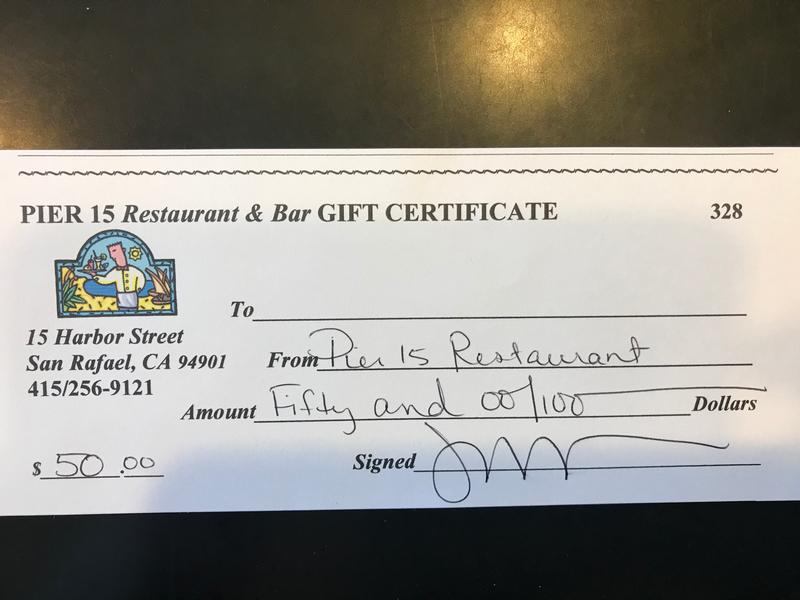 PIER 15 Restaurant & Bar GIFT CERTIFICATE 328
To
15 Harbor Street
San Rafael, CA 94901
From Pier 15 Restaurant
415/256-9121
Amount Fifty and 00/100 Dollars
$ 50.00
Signed